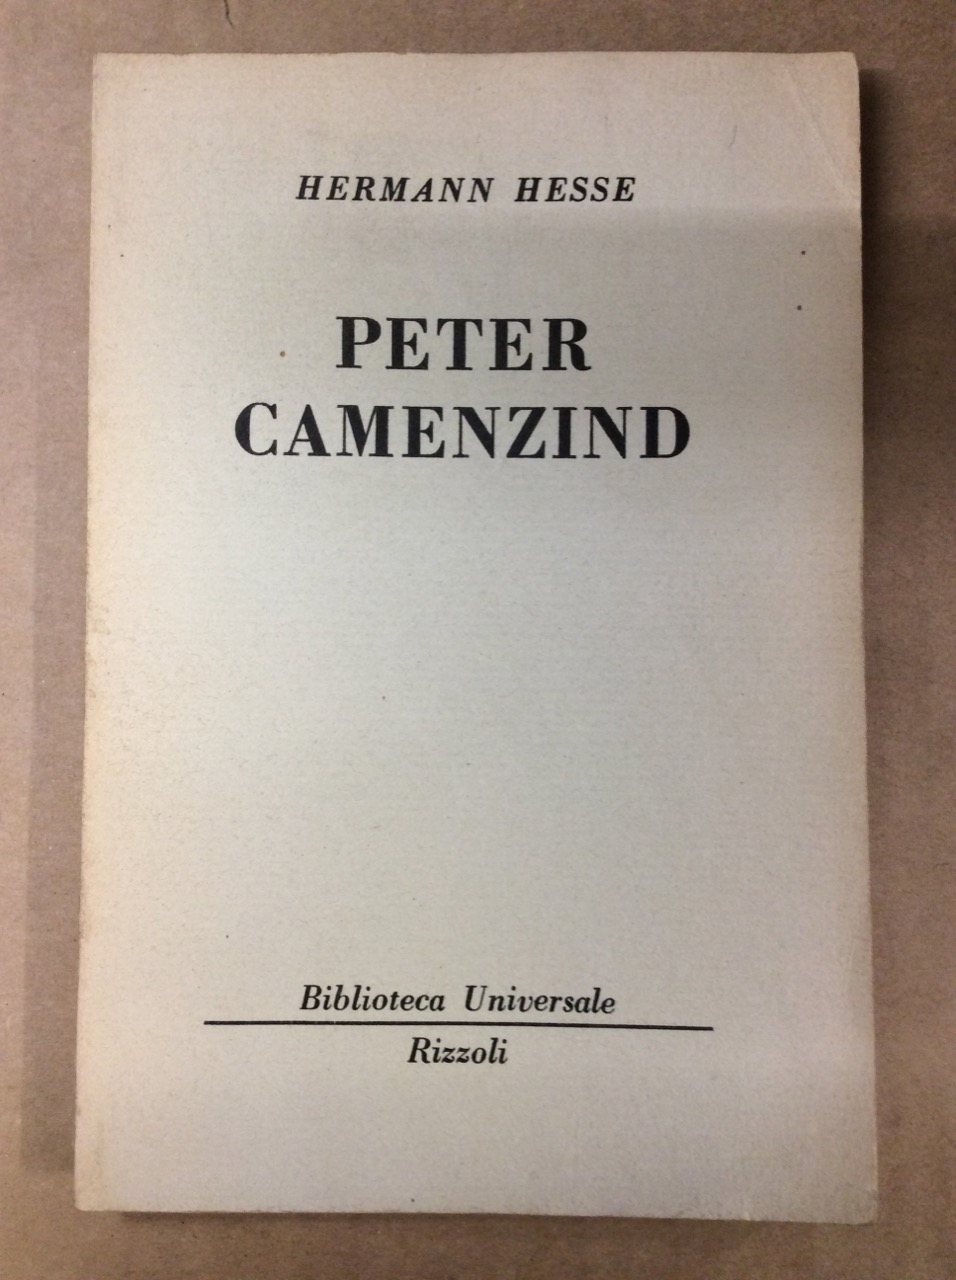 HERMANN HESSE
PETER
CAMENZIND
Biblioteca Universale
Rizzoli